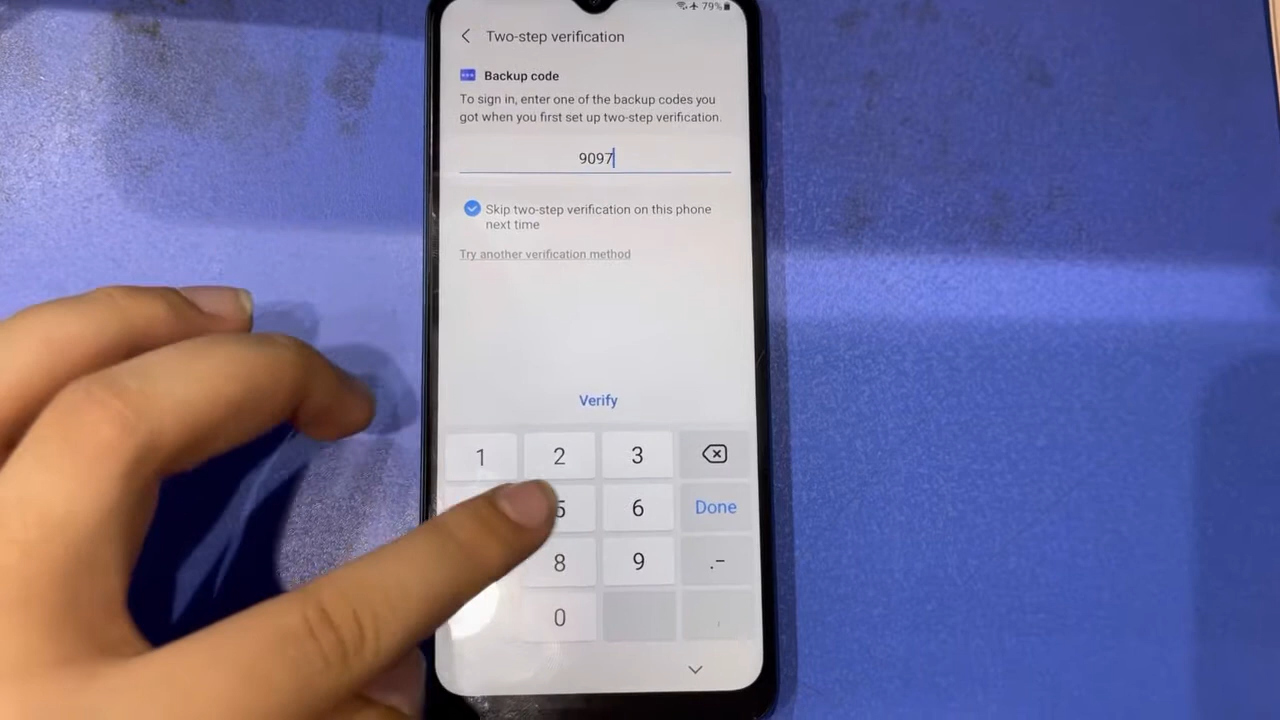 79%
Two-step verification
Backup code
To sign in, enter one of the backup codes you
got when you first set up two-step verification.
9097
Skip two-step verification on this phone
next time
Try another verification method
Verify
1 2 3
5 6 Done
8 9 .-
0 ,